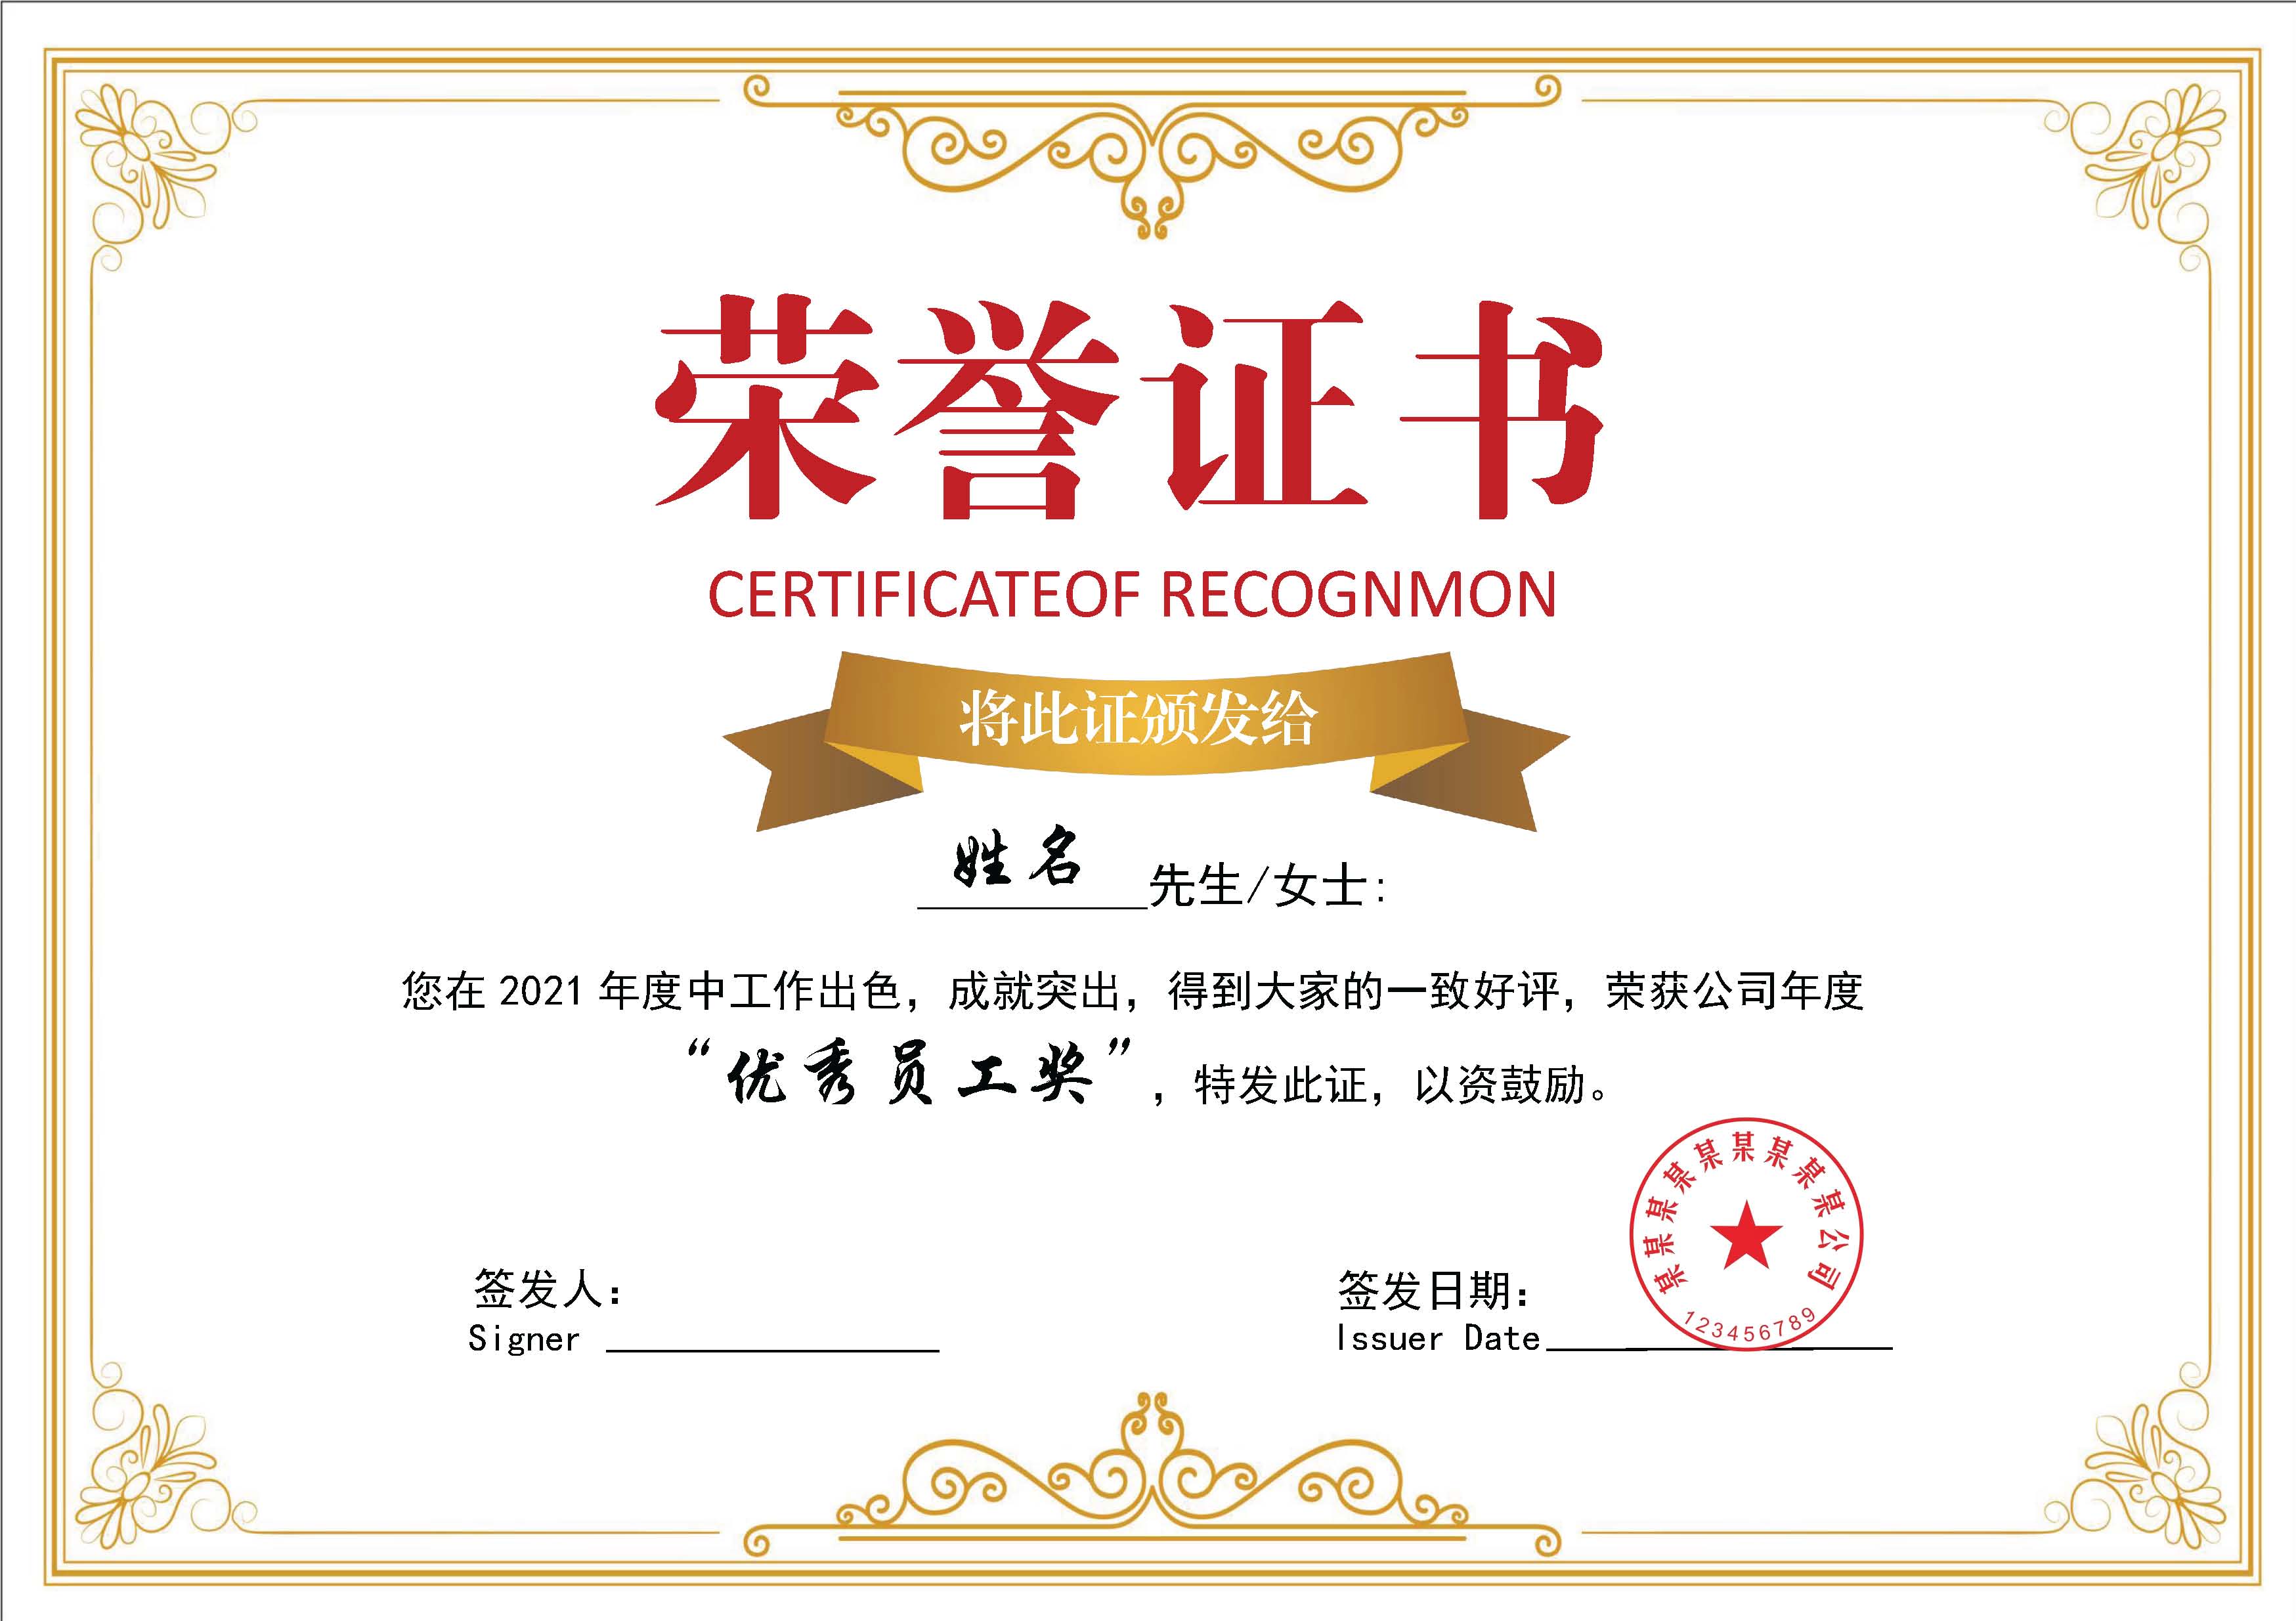 荣誉证书
CERTIFICATEOF RECOGNMON
将此证颁发给
姓名 先生/女士:
您在 2021 年度中工作出色，成就突出，得到大家的一致好评，荣获公司年度
“优秀员工奖”，特发此证，以资鼓励。
某某某某某某某某某公司
123456789
签发人：
Signer
签发日期：
Issuer Date